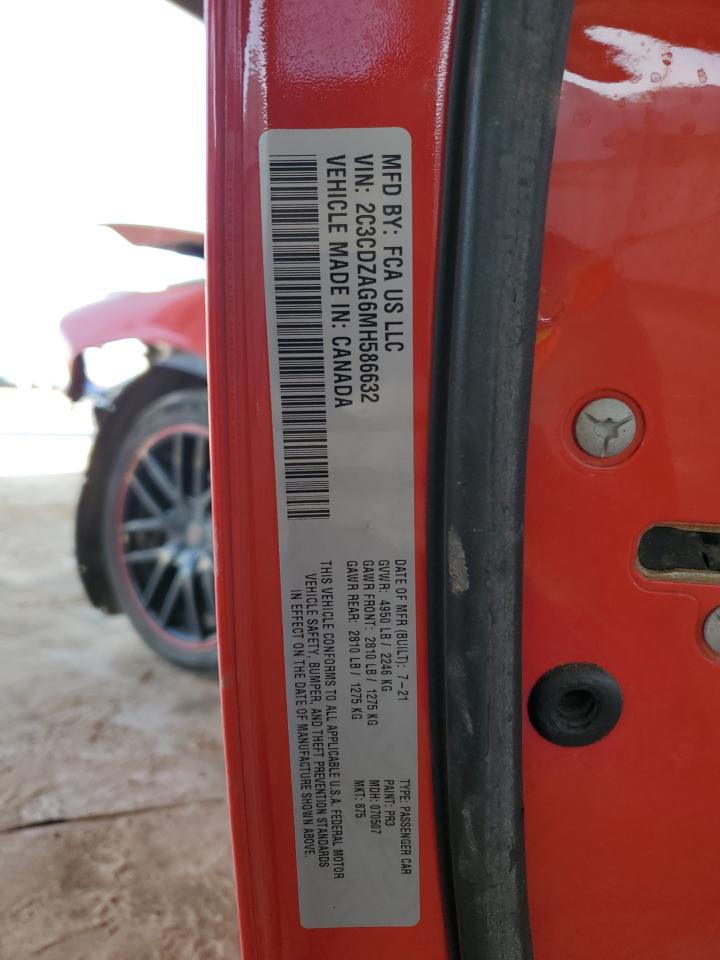 MFD BY: FCA US LLC
VIN: 2C3CDZAG6MH586632
VEHICLE MADE IN: CANADA
DATE OF MFR (BUILT): 7-21
GVWR: 4950 LB / 2246 KG
GAWR FRONT: 2810 LB / 1275 KG
GAWR REAR: 2810 LB / 1275 KG
TYPE: PASSENGER CAR
PAINT: PR3
MDH: 070507
MKT: 875
THIS VEHICLE CONFORMS TO ALL APPLICABLE U.S.A. FEDERAL MOTOR
VEHICLE SAFETY, BUMPER, AND THEFT PREVENTION STANDARDS
IN EFFECT ON THE DATE OF MANUFACTURE SHOWN ABOVE.